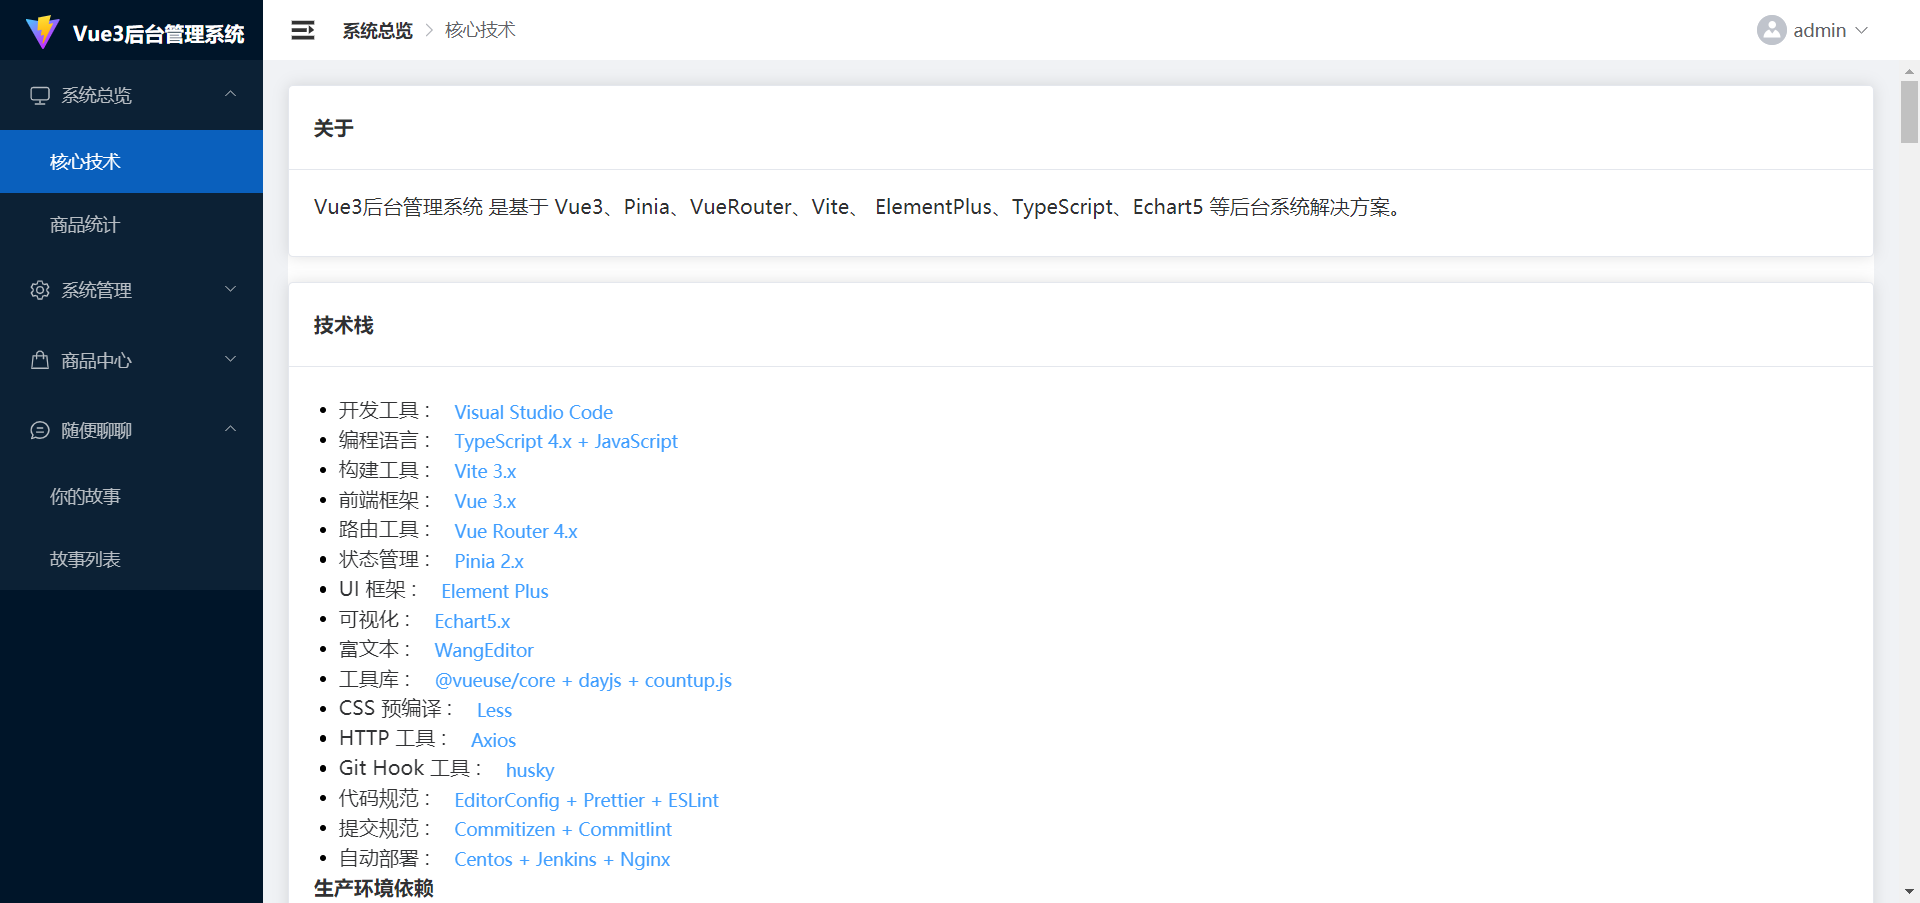 Vue3后台管理系统
系统总览
核心技术
商品统计
系统管理
商品中心
随便聊聊
你的故事
故事列表
系统总览 核心技术
admin
关于
Vue3后台管理系统 是基于 Vue3、Pinia、VueRouter、Vite、 ElementPlus、TypeScript、Echart5 等后台系统解决方案。
技术栈
开发工具： Visual Studio Code
编程语言： TypeScript 4.x + JavaScript
构建工具： Vite 3.x
前端框架： Vue 3.x
路由工具： Vue Router 4.x
状态管理： Pinia 2.x
UI 框架： Element Plus
可视化： Echart5.x
富文本： WangEditor
工具库： @vueuse/core + dayjs + countup.js
CSS 预编译： Less
HTTP 工具： Axios
Git Hook 工具： husky
代码规范： EditorConfig + Prettier + ESLint
提交规范： Commitizen + Commitlint
自动部署： Centos + Jenkins + Nginx
生产环境依赖